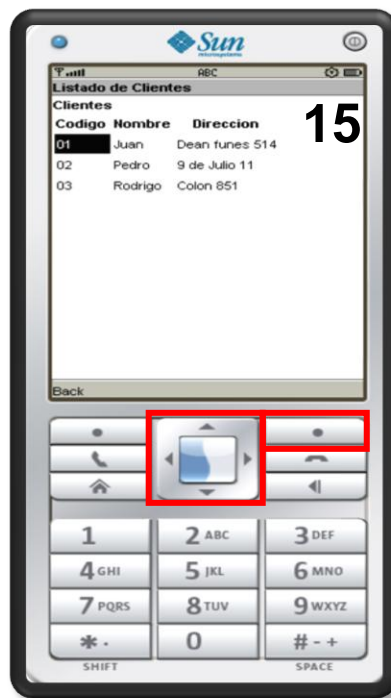 Sun
microsystems
ABC
Listado de Clientes
15
Clientes
Codigo Nombre Direccion
01 Juan Dean funes 514
02 Pedro 9 de Julio 11
03 Rodrigo Colon 851
Back
1 2 ABC 3 DEF
4 GHI 5 JKL 6 MNO
7 PQRS 8 TUV 9 WXYZ
* . 0 # - +
SHIFT SPACE